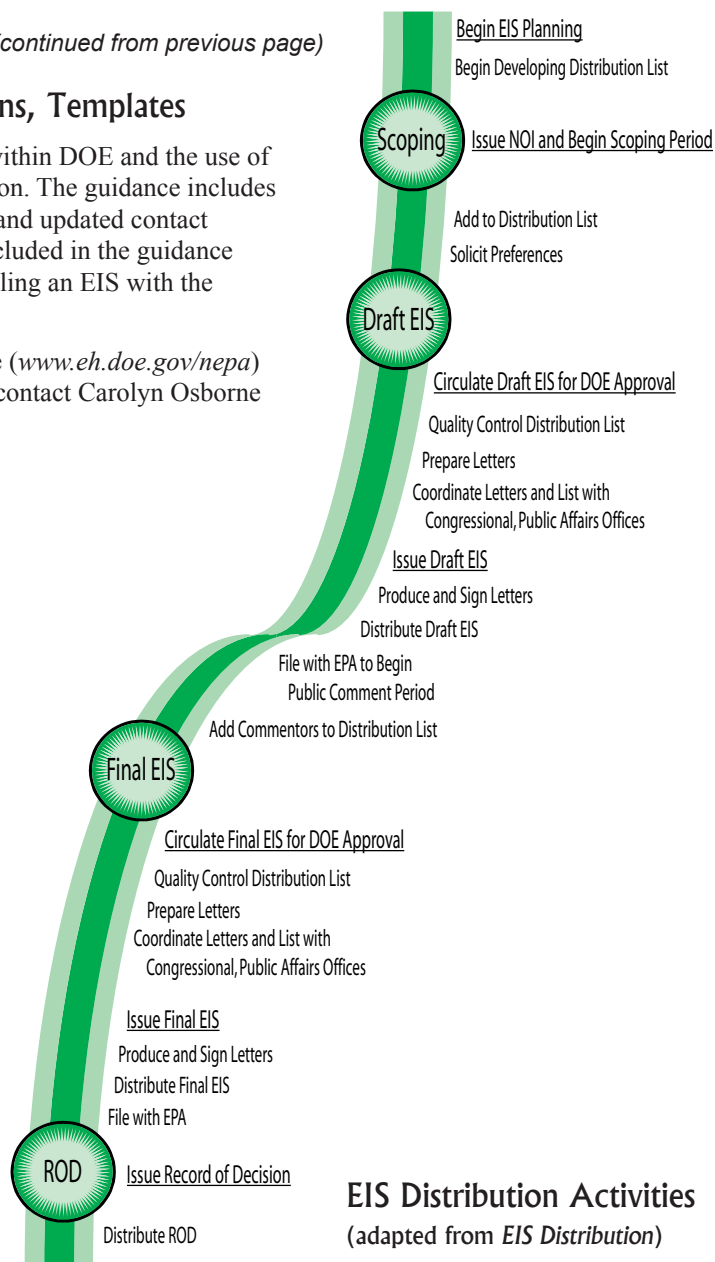 (continued from previous page)
ns, Templates
within DOE and the use of
ion. The guidance includes
and updated contact
cluded in the guidance
ling an EIS with the
e (www.eh.doe.gov/nepa)
contact Carolyn Osborne
Begin EIS Planning
Begin Developing Distribution List
Scoping
Issue NOI and Begin Scoping Period
Add to Distribution List
Solicit Preferences
Draft EIS
Circulate Draft EIS for DOE Approval
Quality Control Distribution List
Prepare Letters
Coordinate Letters and List with
Congressional, Public Affairs Offices
Issue Draft EIS
Produce and Sign Letters
Distribute Draft EIS
File with EPA to Begin
Public Comment Period
Add Commentors to Distribution List
Final EIS
Circulate Final EIS for DOE Approval
Quality Control Distribution List
Prepare Letters
Coordinate Letters and List with
Congressional, Public Affairs Offices
Issue Final EIS
Produce and Sign Letters
Distribute Final EIS
File with EPA
ROD
Issue Record of Decision
Distribute ROD
EIS Distribution Activities
(adapted from EIS Distribution)